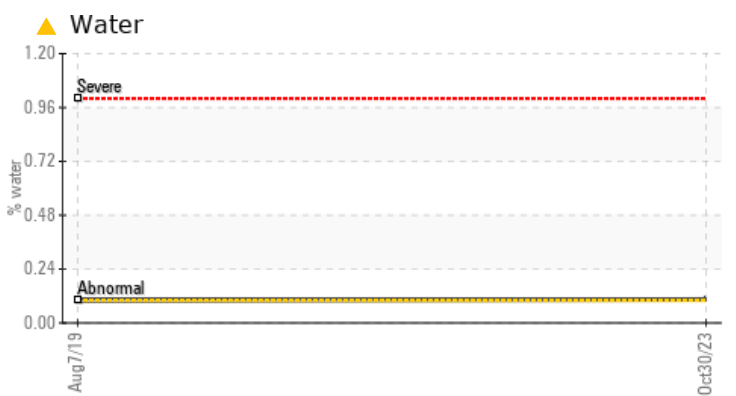 Water
1.20
Severe
0.96
0.72
% water
0.48
0.24
Abnormal
0.00
Aug7/19
Oct30/23